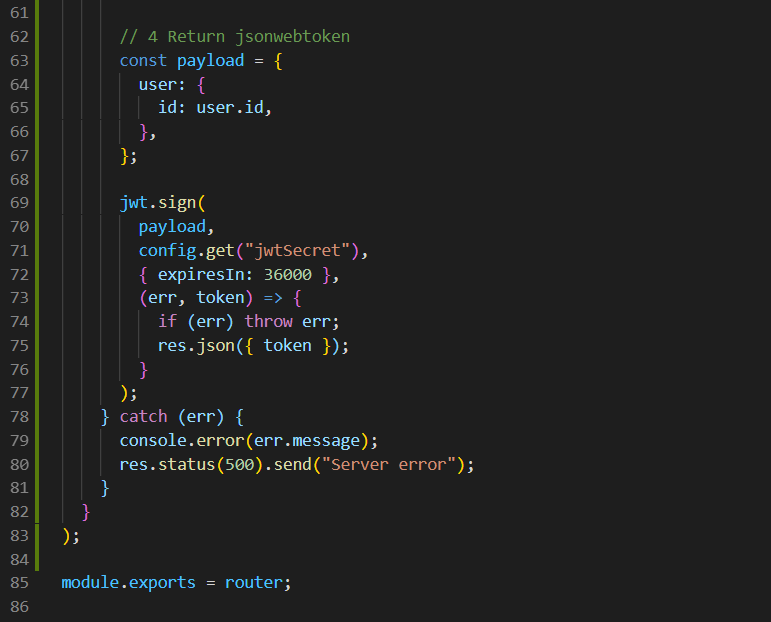 61
62 // 4 Return jsonwebtoken
63 const payload = {
64 user: {
65 id: user.id,
66 },
67 };
68
69 jwt.sign(
70 payload,
71 config.get("jwtSecret"),
72 { expiresIn: 36000 },
73 (err, token) => {
74 if (err) throw err;
75 res.json({ token });
76 }
77 );
78 } catch (err) {
79 console.error(err.message);
80 res.status(500).send("Server error");
81 }
82 }
83 );
84
85 module.exports = router;
86